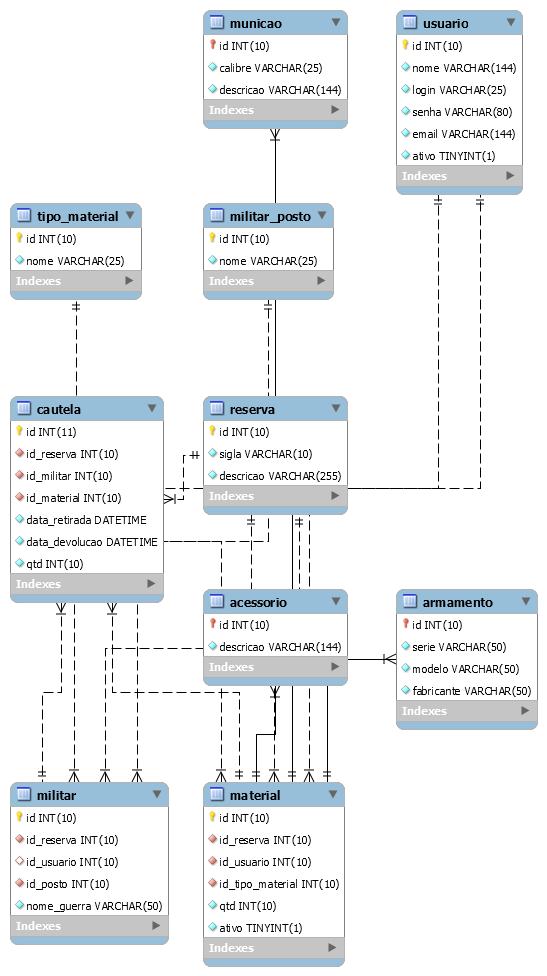 municao
id INT(10)
calibre VARCHAR(25)
descricao VARCHAR(144)
Indexes
usuario
id INT(10)
nome VARCHAR(144)
login VARCHAR(25)
senha VARCHAR(80)
email VARCHAR(144)
ativo TINYINT(1)
Indexes
tipo_material
id INT(10)
nome VARCHAR(25)
Indexes
militar_posto
id INT(10)
nome VARCHAR(25)
Indexes
cautela
id INT(11)
id_reserva INT(10)
id_militar INT(10)
id_material INT(10)
data_retirada DATETIME
data_devolucao DATETIME
qtd INT(10)
Indexes
reserva
id INT(10)
sigla VARCHAR(10)
descricao VARCHAR(255)
Indexes
acessorio
id INT(10)
descricao VARCHAR(144)
Indexes
armamento
id INT(10)
serie VARCHAR(50)
modelo VARCHAR(50)
fabricante VARCHAR(50)
Indexes
militar
id INT(10)
id_reserva INT(10)
id_usuario INT(10)
id_posto INT(10)
nome_guerra VARCHAR(50)
Indexes
material
id INT(10)
id_reserva INT(10)
id_usuario INT(10)
id_tipo_material INT(10)
qtd INT(10)
ativo TINYINT(1)
Indexes